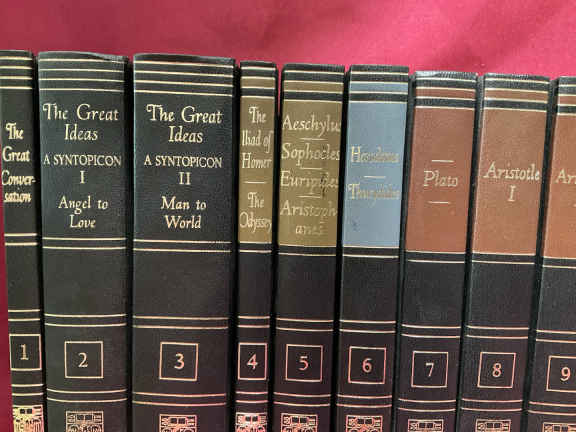 The
Great
Conver-
sation
1
The Great
Ideas
A SYNTOPICON
I
Angel to
Love
2
The Great
Ideas
A SYNTOPICON
II
Man to
World
3
The
Iliad of
Homer
The
Odyssey
4
Aeschylus
Sophocles
Euripides
Aristoph
anes
5
Herodotus
Thucydides
6
Plato
7
Aristotle
I
8
9